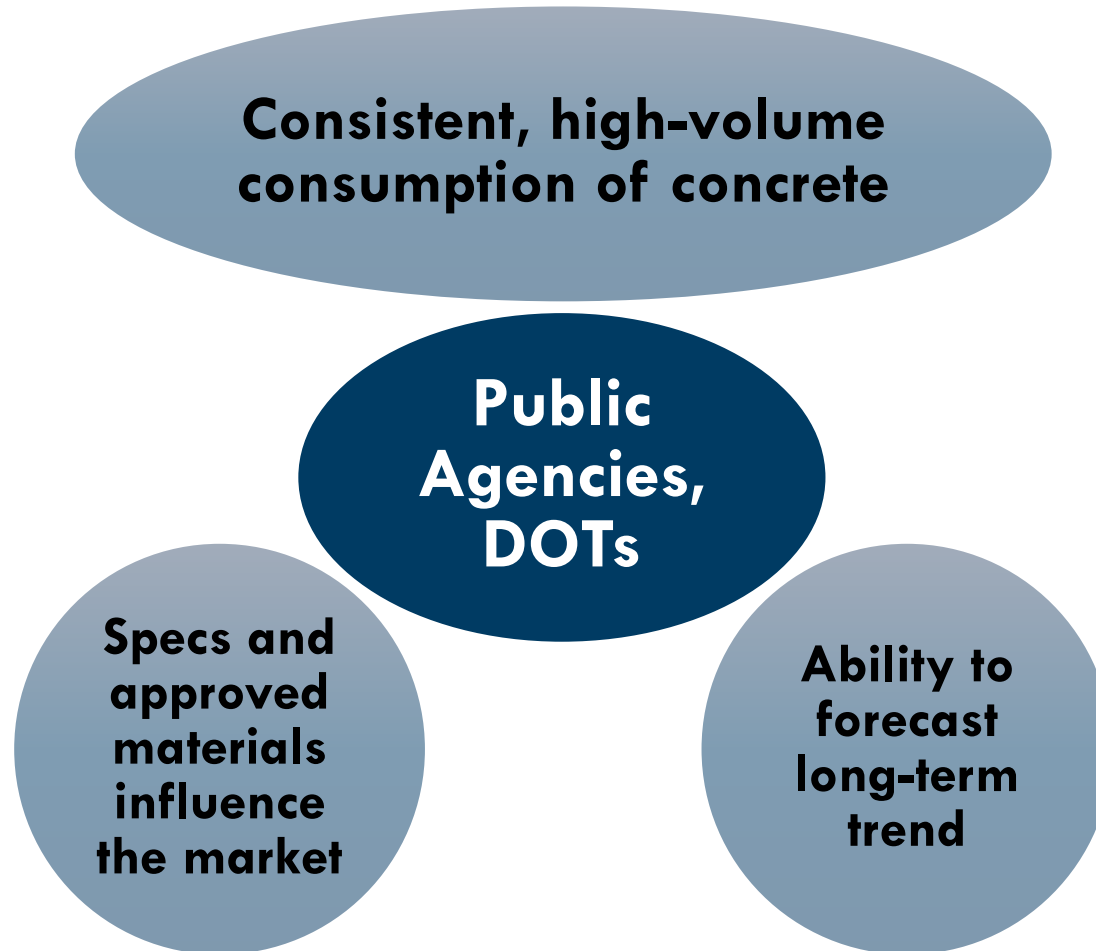 Consistent, high-volume
consumption of concrete
Public
Agencies,
DOTs
Specs and
approved
materials
influence
the market
Ability to
forecast
long-term
trend